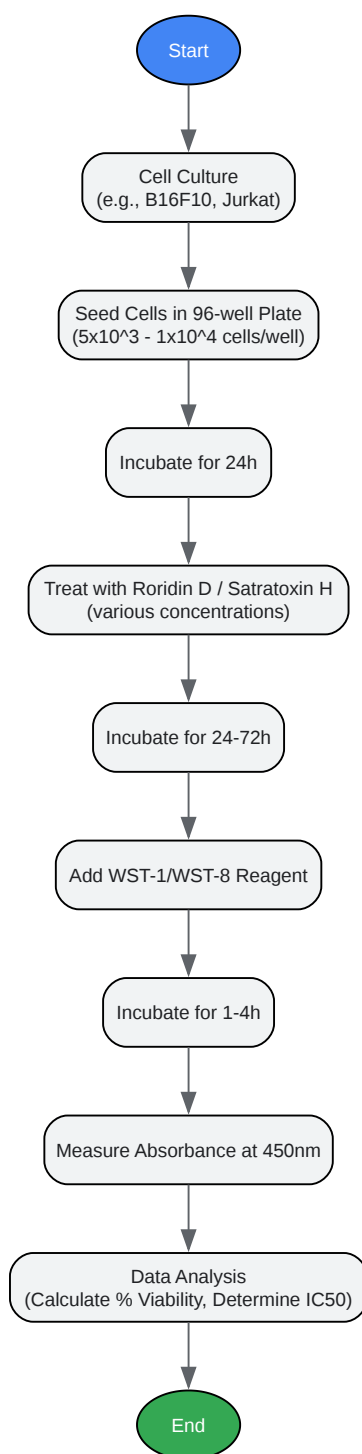 Start
Cell Culture
(e.g., B16F10, Jurkat)
Seed Cells in 96-well Plate
(5x10^3 - 1x10^4 cells/well)
Incubate for 24h
Treat with Roridin D / Satratoxin H
(various concentrations)
Incubate for 24-72h
Add WST-1/WST-8 Reagent
Incubate for 1-4h
Measure Absorbance at 450nm
Data Analysis
(Calculate % Viability, Determine IC50)
End